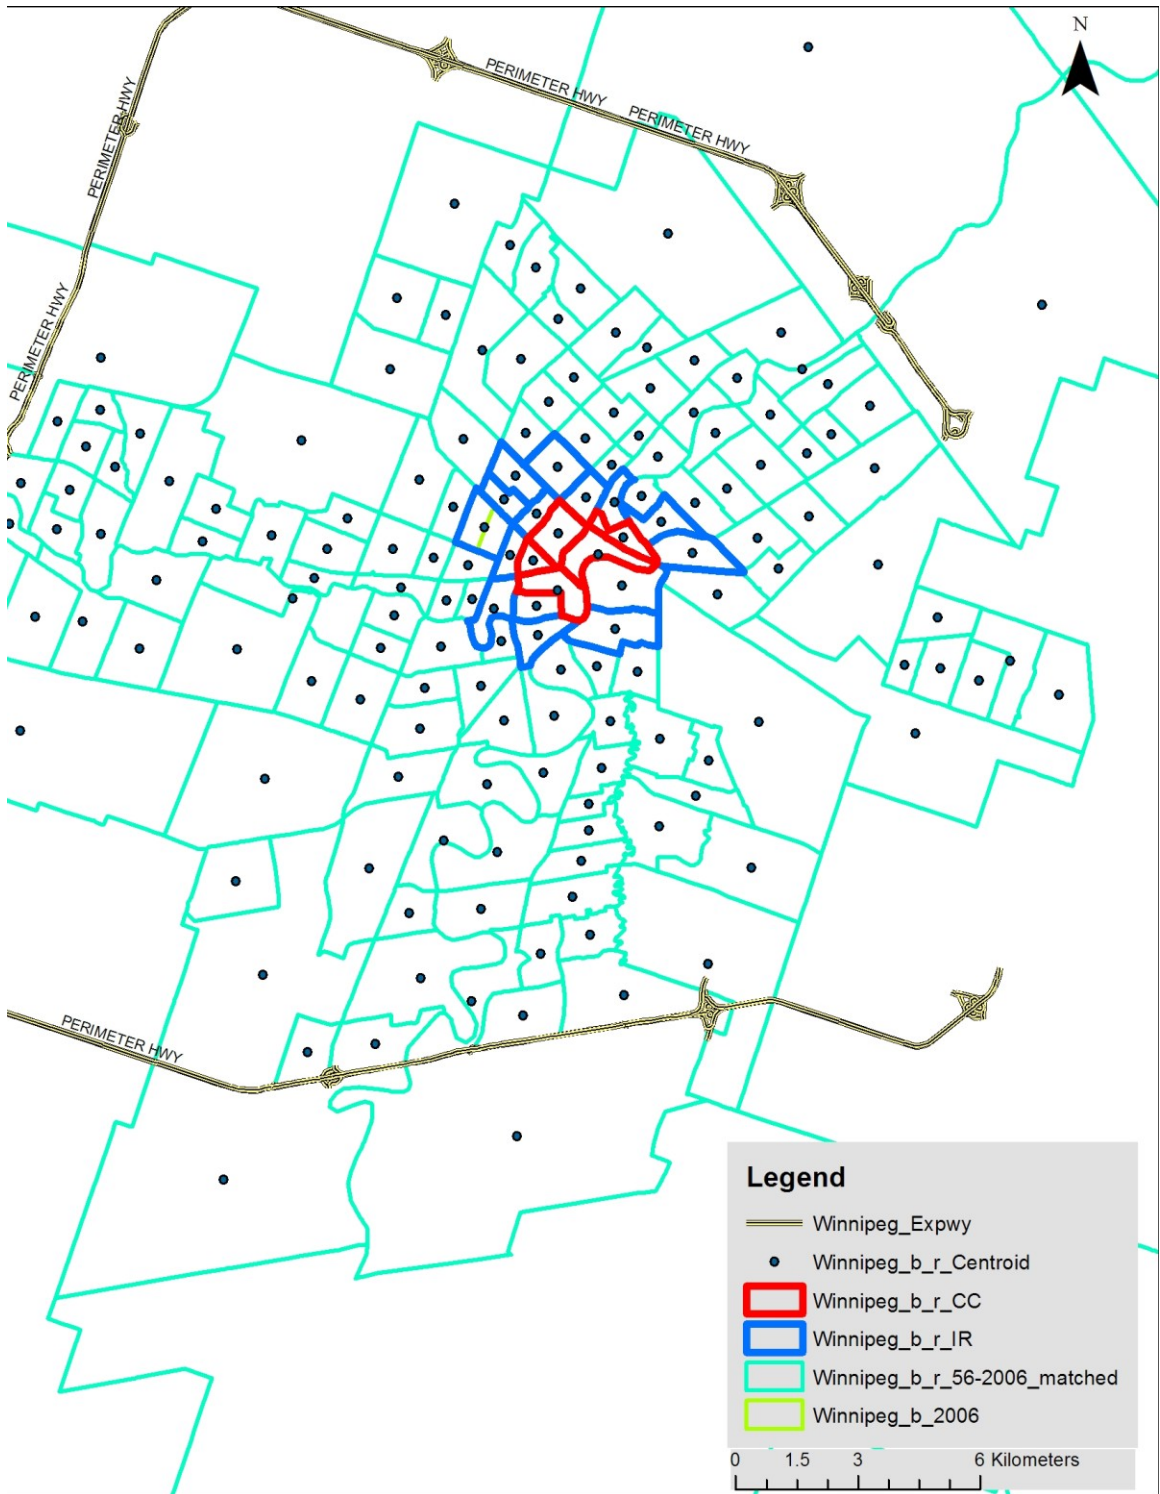 N
PERIMETER HWY
PERIMETER HWY
PERIMETER HWY
PERIMETER HWY
PERIMETER HWY
Legend
Winnipeg_Expwy
Winnipeg_b_r_Centroid
Winnipeg_b_r_CC
Winnipeg_b_r_IR
Winnipeg_b_r_56-2006_matched
Winnipeg_b_2006
0 1.5 3 6 Kilometers